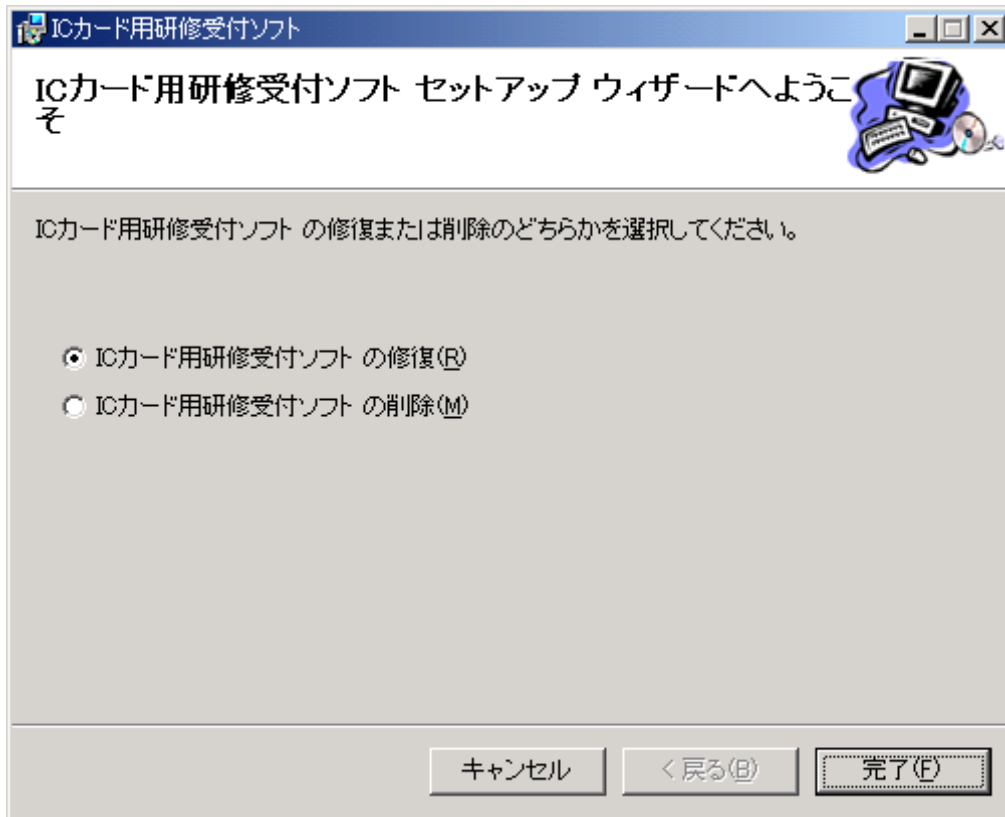 ICカード用研修受付ソフト
ICカード用研修受付ソフト セットアップ ウィザードへようこ
そ
ICカード用研修受付ソフト の修復または削除のどちらかを選択してください。
ICカード用研修受付ソフト の修復(R)
ICカード用研修受付ソフト の削除(M)
キャンセル
< 戻る(B)
完了(F)